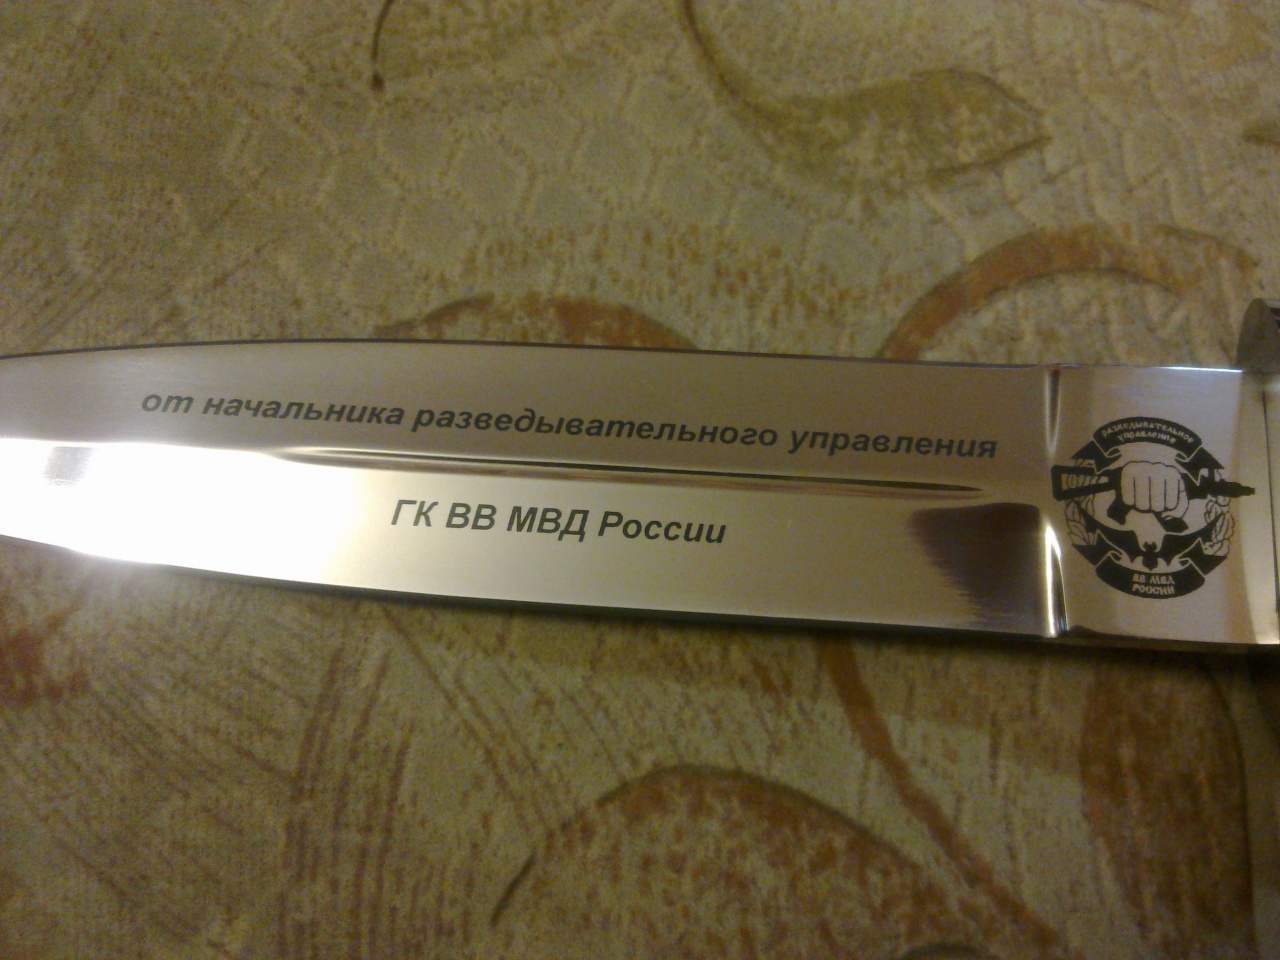 от начальника разведывательного управления
ГК ВВ МВД России
разведывательное
управление
ВВ МВД
РОССИИ